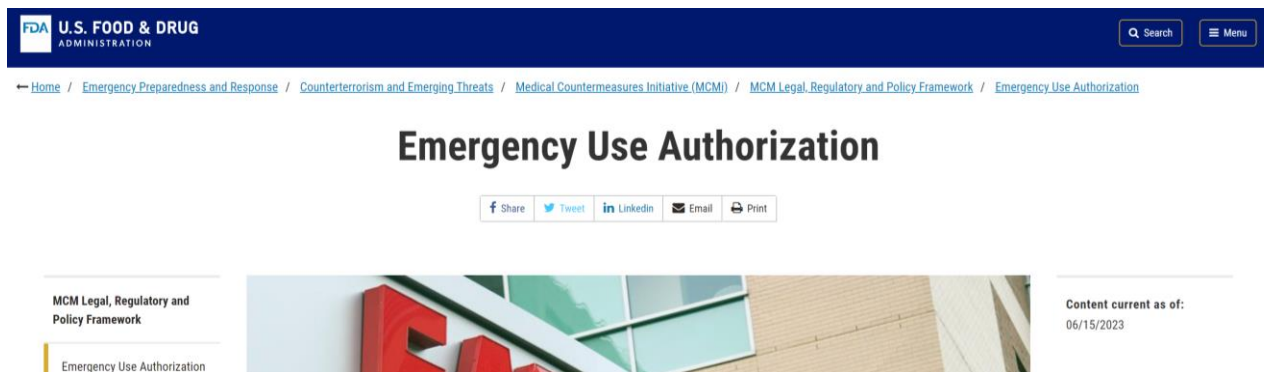 FDA U.S. FOOD & DRUG
ADMINISTRATION
Search
Menu
Home / Emergency Preparedness and Response / Counterterrorism and Emerging Threats / Medical Countermeasures Initiative (MCMi) / MCM Legal, Regulatory and Policy Framework / Emergency Use Authorization
Emergency Use Authorization
Share
Tweet
in Linkedin
Email
Print
MCM Legal, Regulatory and
Policy Framework
Emergency Use Authorization
Content current as of:
06/15/2023